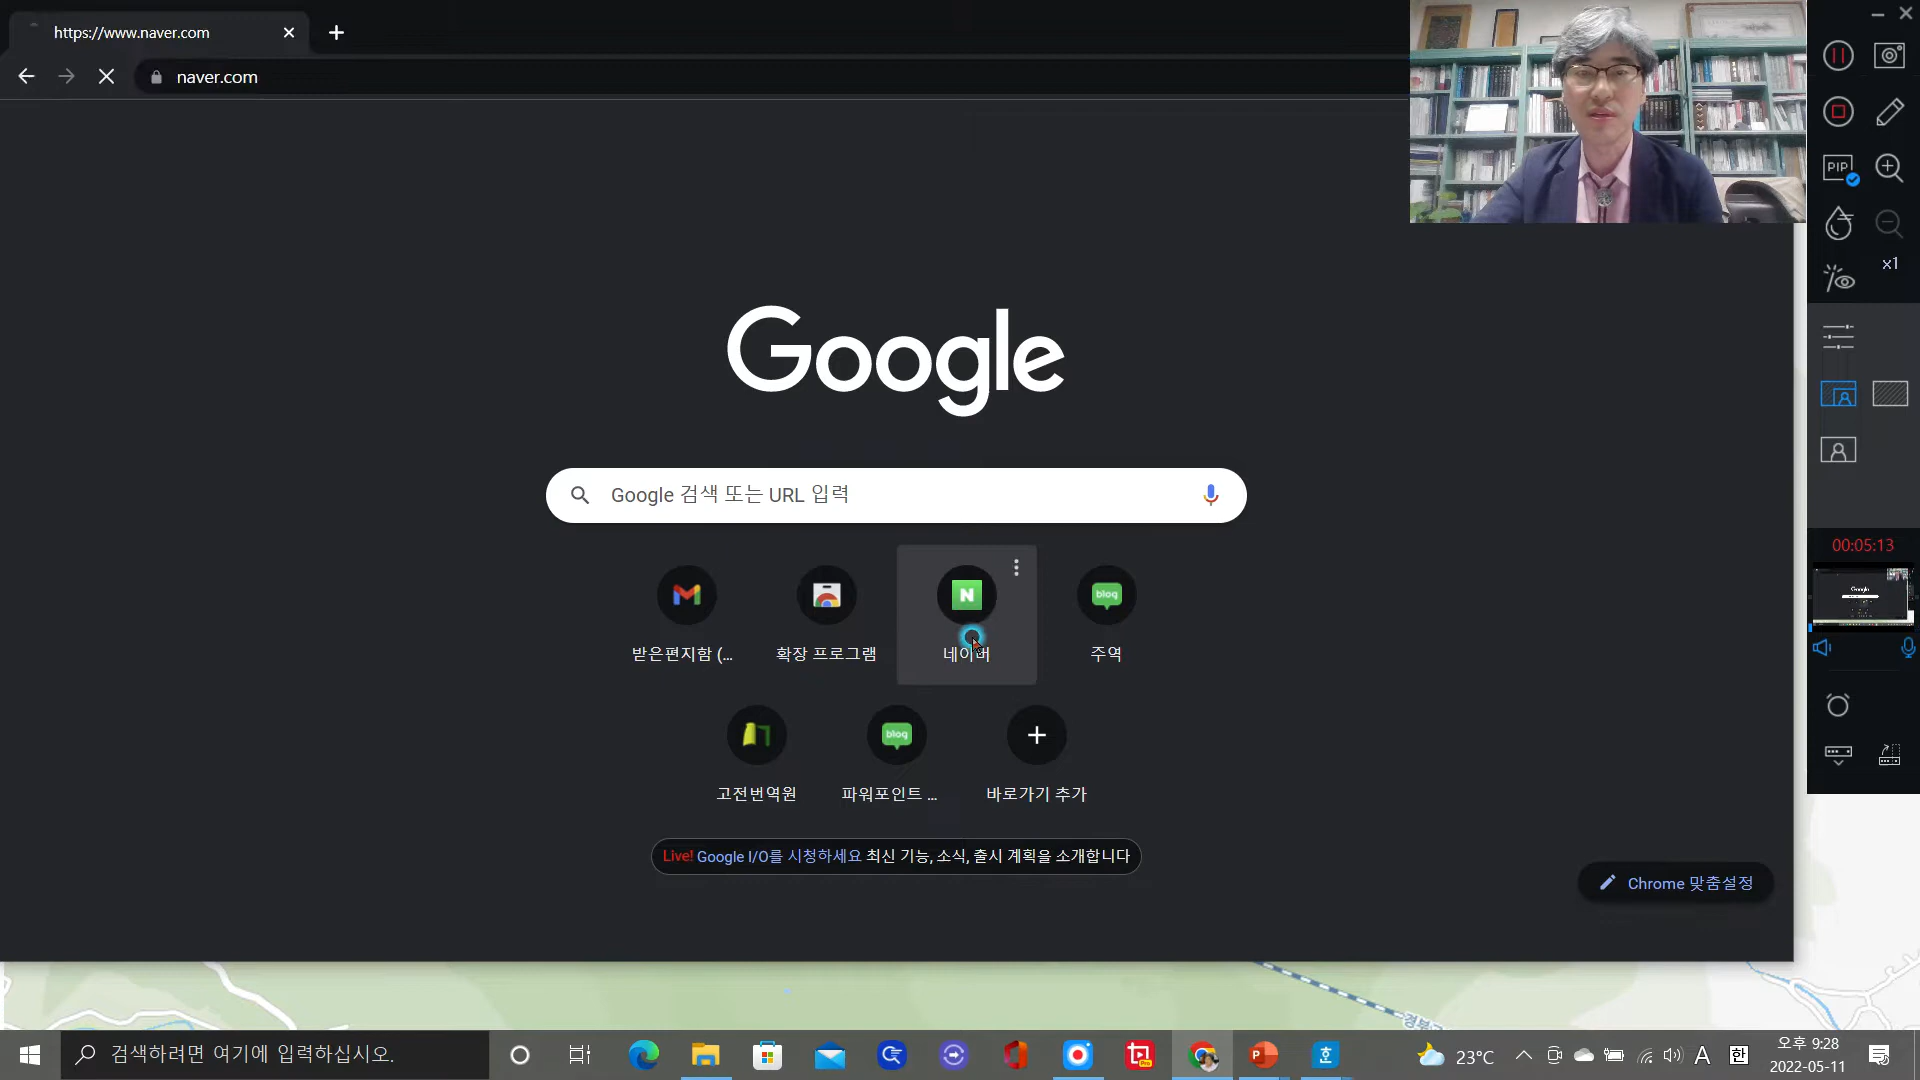 https://www.naver.com
naver.com
PIP
x1
Google
Google 검색 또는 URL 입력
00:05:13
N
blog
받은편지함 (...
확장 프로그램
네이버
주역
blog
고전번역원
파워포인트 ...
바로가기 추가
Live! Google I/O를 시청하세요 최신 기능, 소식, 출시 계획을 소개합니다
Chrome 맞춤설정
검색하려면 여기에 입력하십시오.
23°C
A
한
오후 9:28
2022-05-11